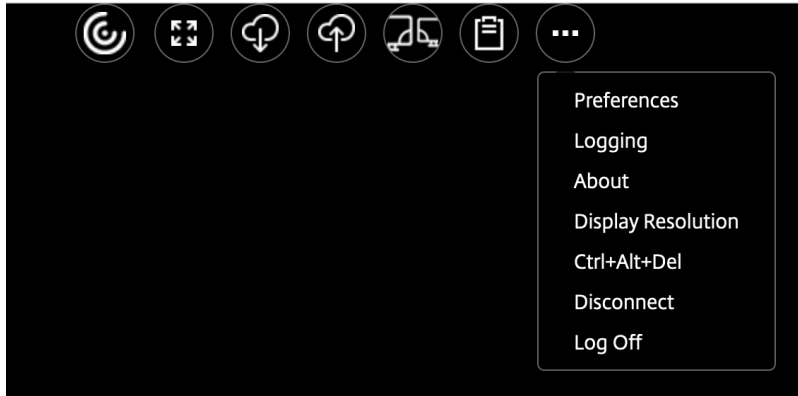 Preferences
Logging
About
Display Resolution
Ctrl+Alt+Del
Disconnect
Log Off